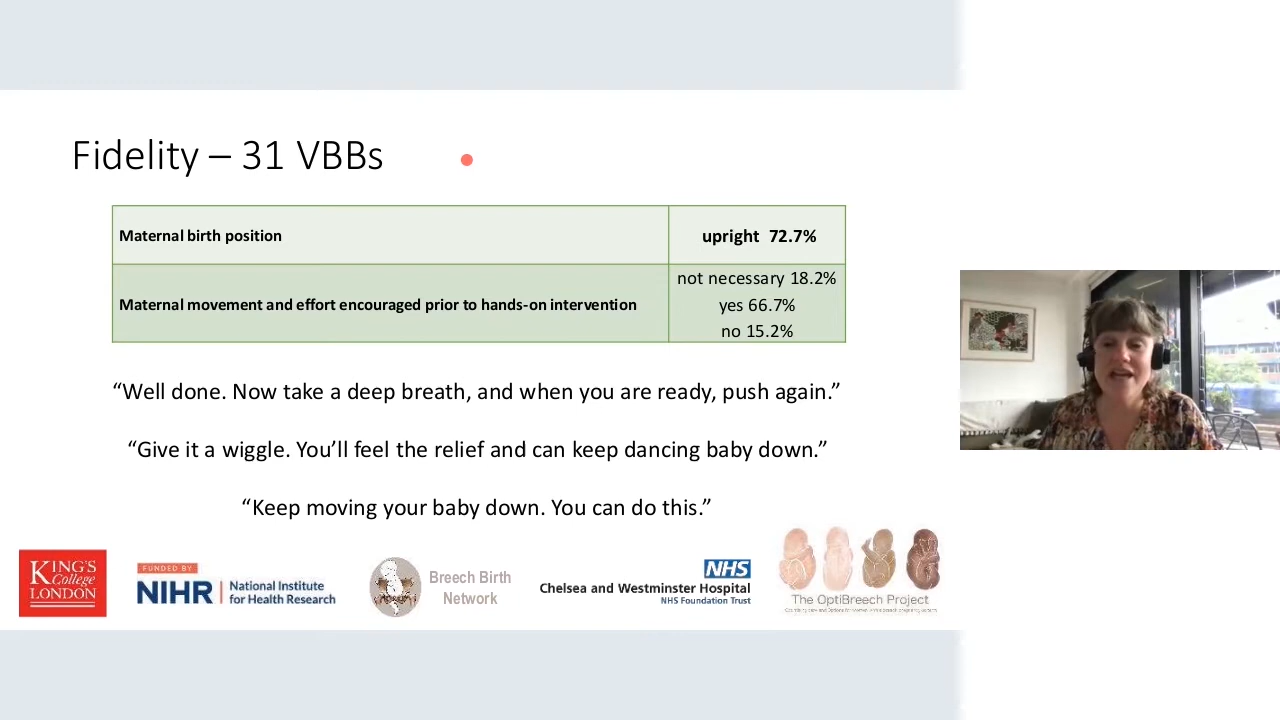 Fidelity – 31 VBBs
Maternal birth position
upright 72.7%
Maternal movement and effort encouraged prior to hands-on intervention
not necessary 18.2%
yes 66.7%
no 15.2%
“Well done. Now take a deep breath, and when you are ready, push again.”
“Give it a wiggle. You’ll feel the relief and can keep dancing baby down.”
“Keep moving your baby down. You can do this.”
KING'S
College
LONDON
FUNDED BY
NIHR | National Institute
for Health Research
Breech Birth
Network
NHS
Chelsea and Westminster Hospital
NHS Foundation Trust
The OptiBreech Project